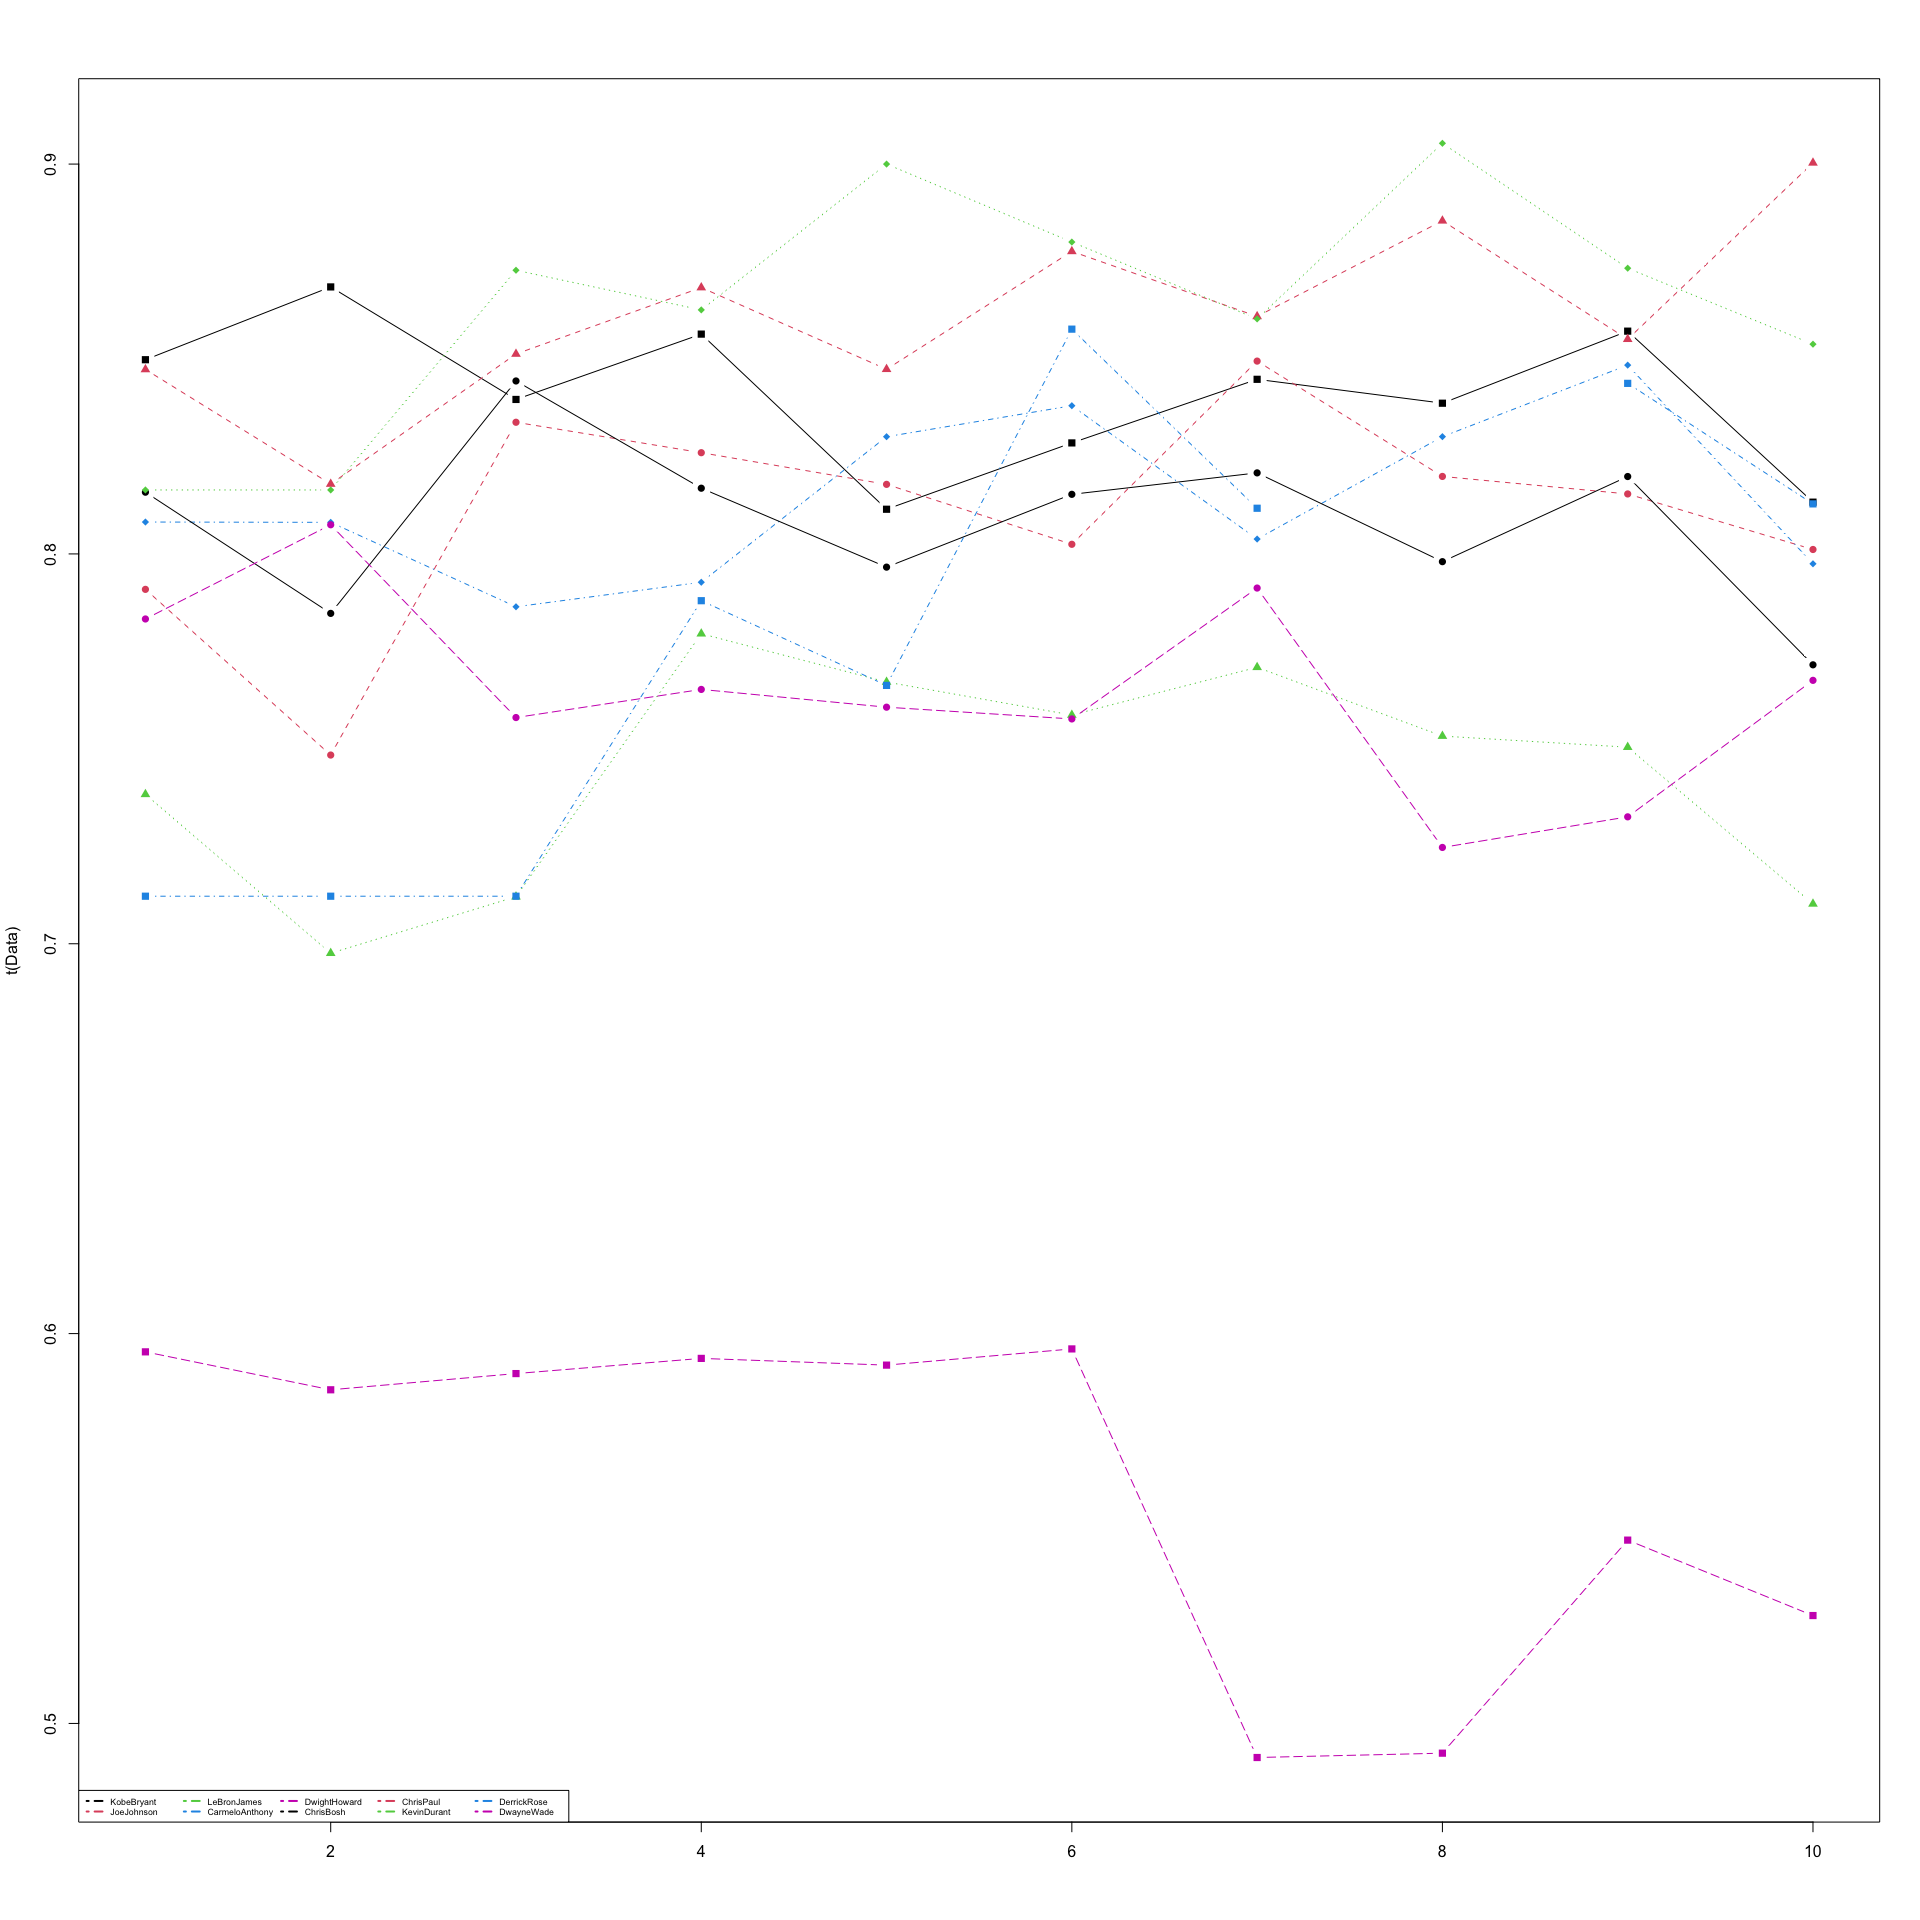 0.9
0.8
0.7
t(Data)
0.6
0.5
KobeBryant LeBronJames DwightHoward ChrisPaul DerrickRose
JoeJohnson CarmeloAnthony ChrisBosh KevinDurant DwayneWade
2 4 6 8 10